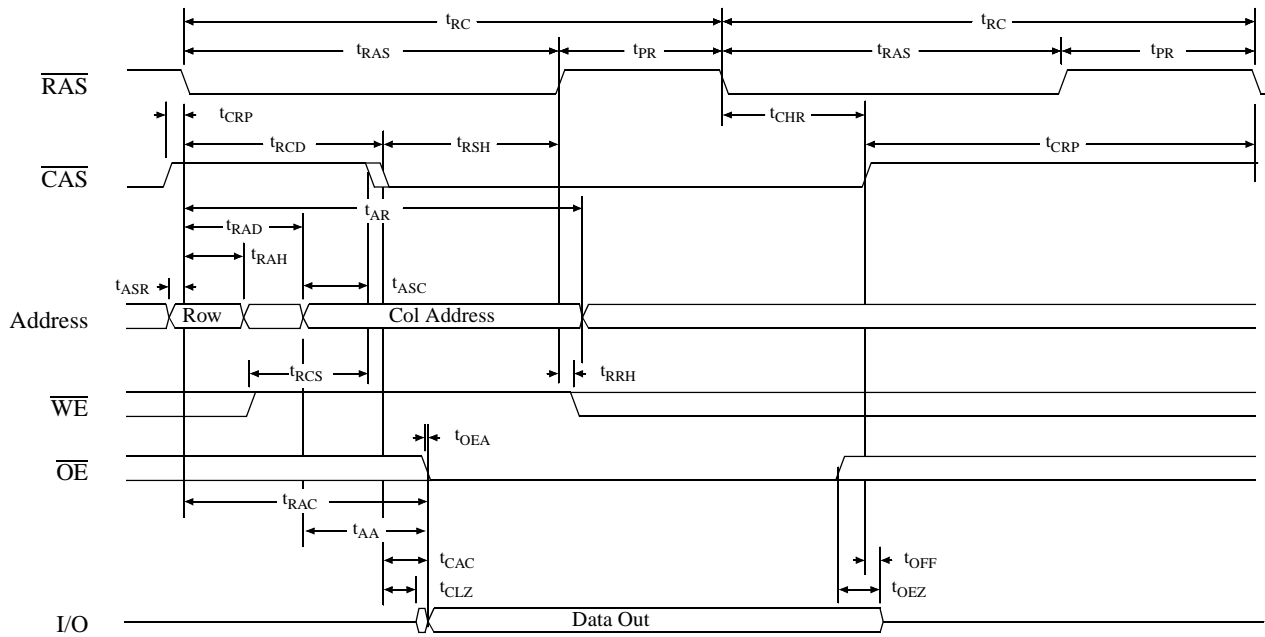 tRC tRC
tRAS tPR tRAS tPR
RAS
tCRP tCHR
tRCD tRSH tCRP
CAS
tAR
tRAD
tRAH
tASR tASC
Address Row Col Address
tRCS tRRH
WE
tOEA
OE
tRAC
tAA
tCAC tOFF
tCLZ tOEZ
I/O Data Out